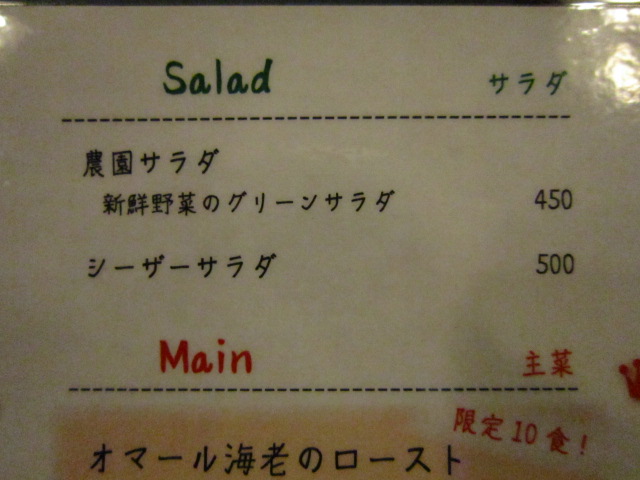 Salad サラダ
農園サラダ
新鮮野菜のグリーンサラダ 450
シーザーサラダ 500
Main 主菜
限定10食!
オマール海老のロースト